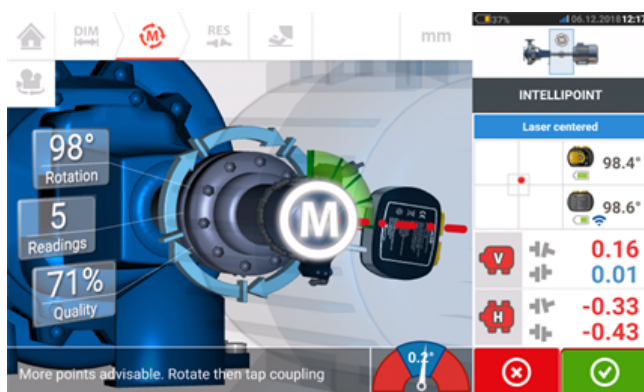 DIM
M
RES
mm
37%
06.12.2018 12:17
98°
Rotation
5
Readings
71%
Quality
M
More points advisable. Rotate then tap coupling
0.2°
INTELLIPOINT
Laser centered
98.4°
98.6°
V
0.16
0.01
H
-0.33
-0.43